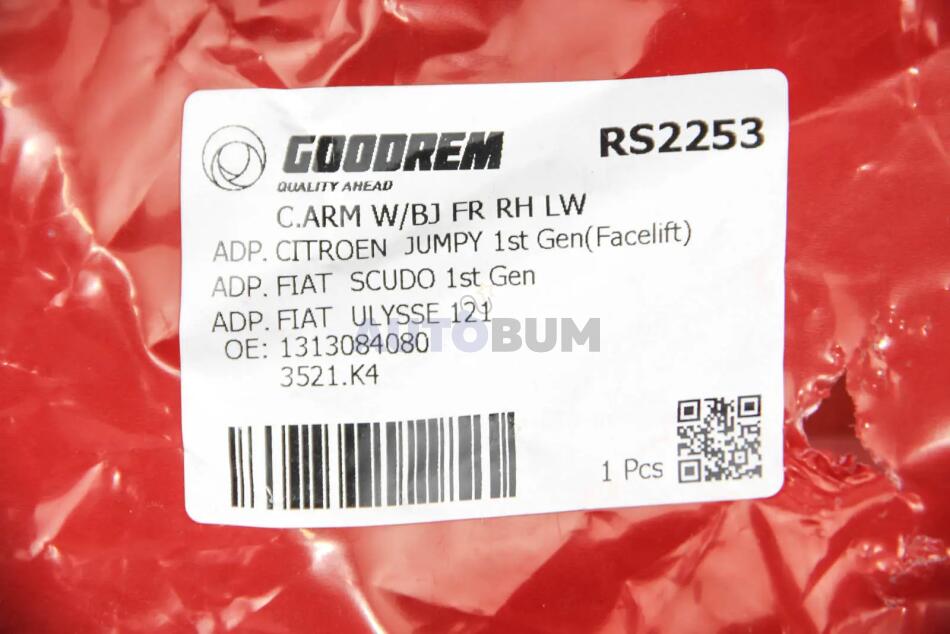 GOODREM
RS2253
QUALITY AHEAD
C.ARM W/BJ FR RH LW
ADP. CITROEN JUMPY 1st Gen(Facelift)
ADP. FIAT SCUDO 1st Gen
ADP. FIAT ULYSSE 121
AUTOBUM
OE: 1313084080
3521.K4
1 Pcs